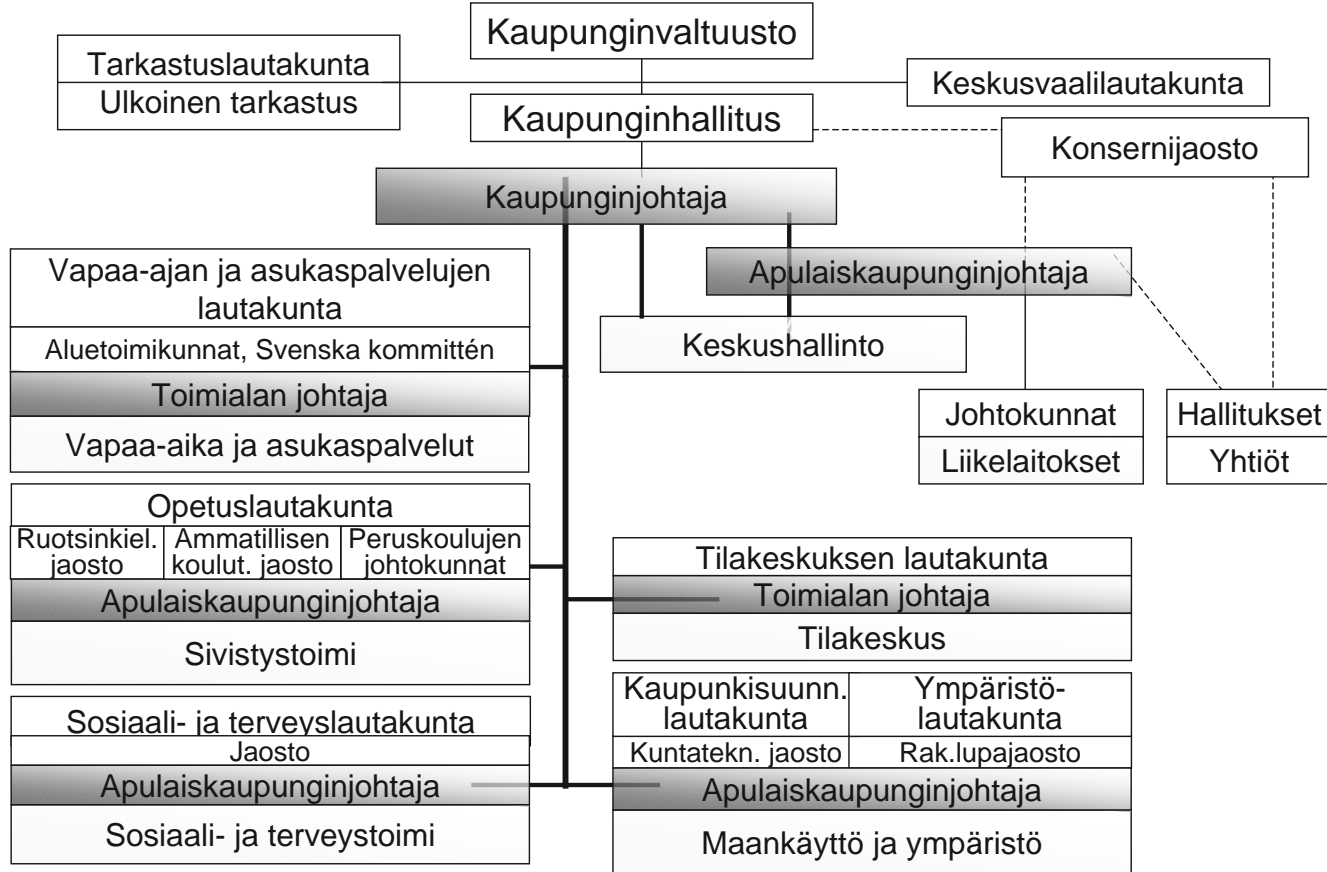 Kaupunginvaltuusto
Tarkastuslautakunta
Ulkoinen tarkastus
Keskusvaalilautakunta
Kaupunginhallitus
Konsernijaosto
Kaupunginjohtaja
Apulaiskaupunginjohtaja
Keskushallinto
Johtokunnat
Liikelaitokset
Hallitukset
Yhtiöt
Vapaa-ajan ja asukaspalvelujen
lautakunta
Aluetoimikunnat, Svenska kommittén
Toimialan johtaja
Vapaa-aika ja asukaspalvelut
Opetuslautakunta
Ruotsinkiel.
jaosto
Ammatillisen
koulut. jaosto
Peruskoulujen
johtokunnat
Apulaiskaupunginjohtaja
Sivistystoimi
Tilakeskuksen lautakunta
Toimialan johtaja
Tilakeskus
Sosiaali- ja terveyslautakunta
Jaosto
Apulaiskaupunginjohtaja
Sosiaali- ja terveystoimi
Kaupunkisuunn.
lautakunta
Ympäristö-
lautakunta
Kuntatekn. jaosto
Rak.lupajaosto
Apulaiskaupunginjohtaja
Maankäyttö ja ympäristö